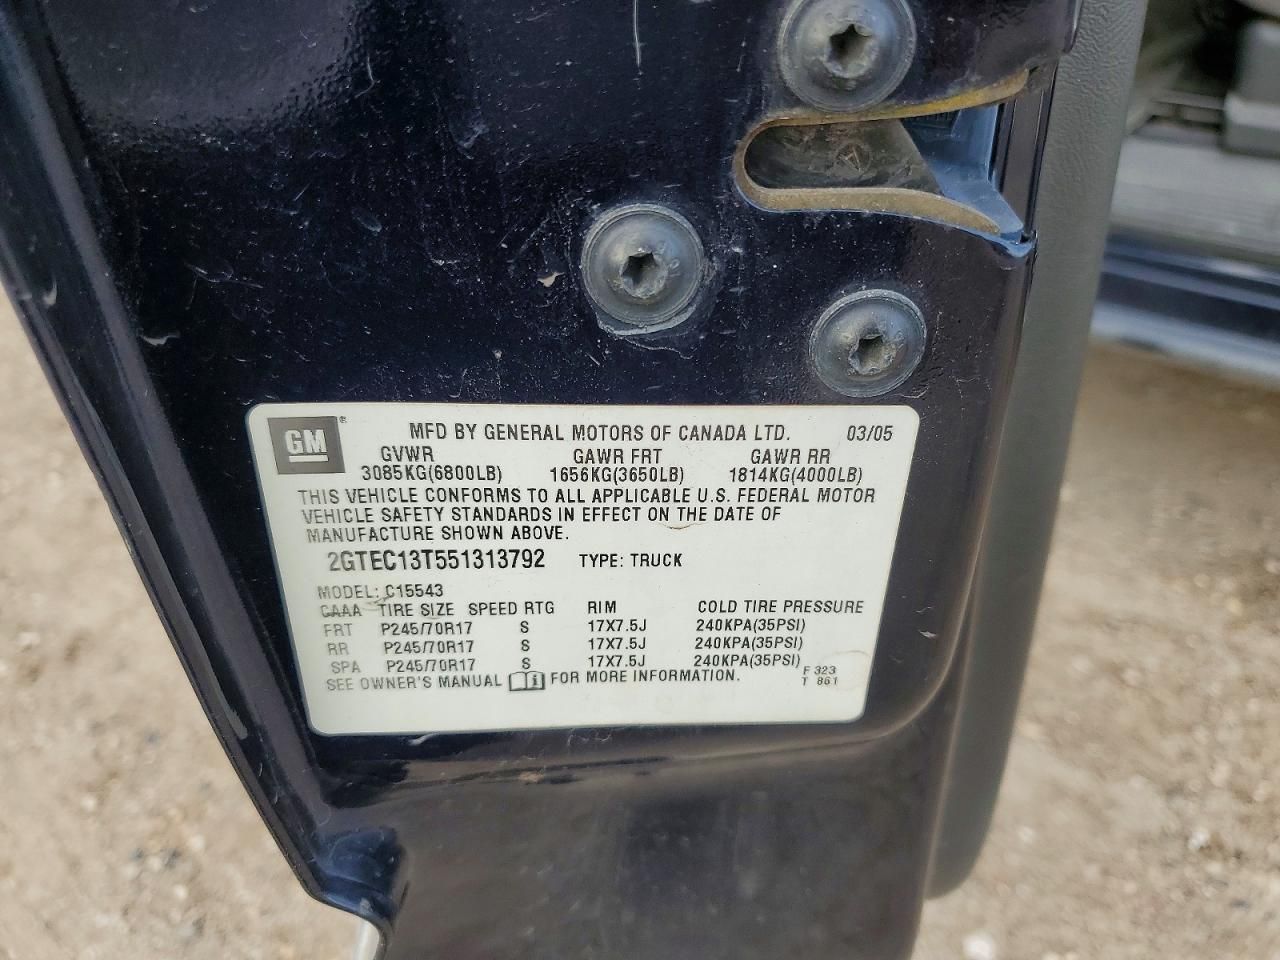 GM® MFD BY GENERAL MOTORS OF CANADA LTD. 03/05
GVWR GAWR FRT GAWR RR
3085KG(6800LB) 1656KG(3650LB) 1814KG(4000LB)
THIS VEHICLE CONFORMS TO ALL APPLICABLE U.S. FEDERAL MOTOR
VEHICLE SAFETY STANDARDS IN EFFECT ON THE DATE OF
MANUFACTURE SHOWN ABOVE.
2GTEC13T551313792 TYPE: TRUCK
MODEL: C15543
CAAA TIRE SIZE SPEED RTG RIM COLD TIRE PRESSURE
FRT P245/70R17 S 17X7.5J 240KPA(35PSI)
RR P245/70R17 S 17X7.5J 240KPA(35PSI)
SPA P245/70R17 S 17X7.5J 240KPA(35PSI)
SEE OWNER'S MANUAL FOR MORE INFORMATION. F 323
T 861